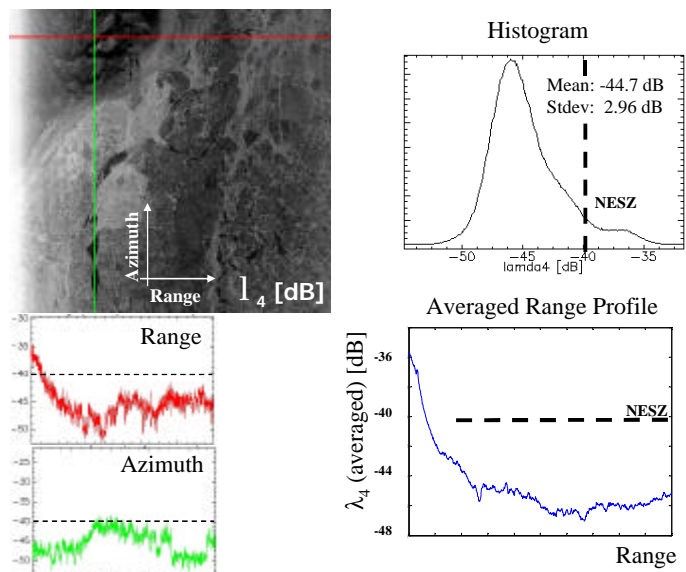 Azimuth
Range
l 4 [dB]
Histogram
Mean: -44.7 dB
Stdev: 2.96 dB
NESZ
-50
-45
-40
-35
lamda4 [dB]
Range
-30
-35
-40
-45
-50
Azimuth
-25
-30
-35
-40
-45
-50
Averaged Range Profile
λ4 (averaged) [dB]
-36
-40
-44
-48
NESZ
Range